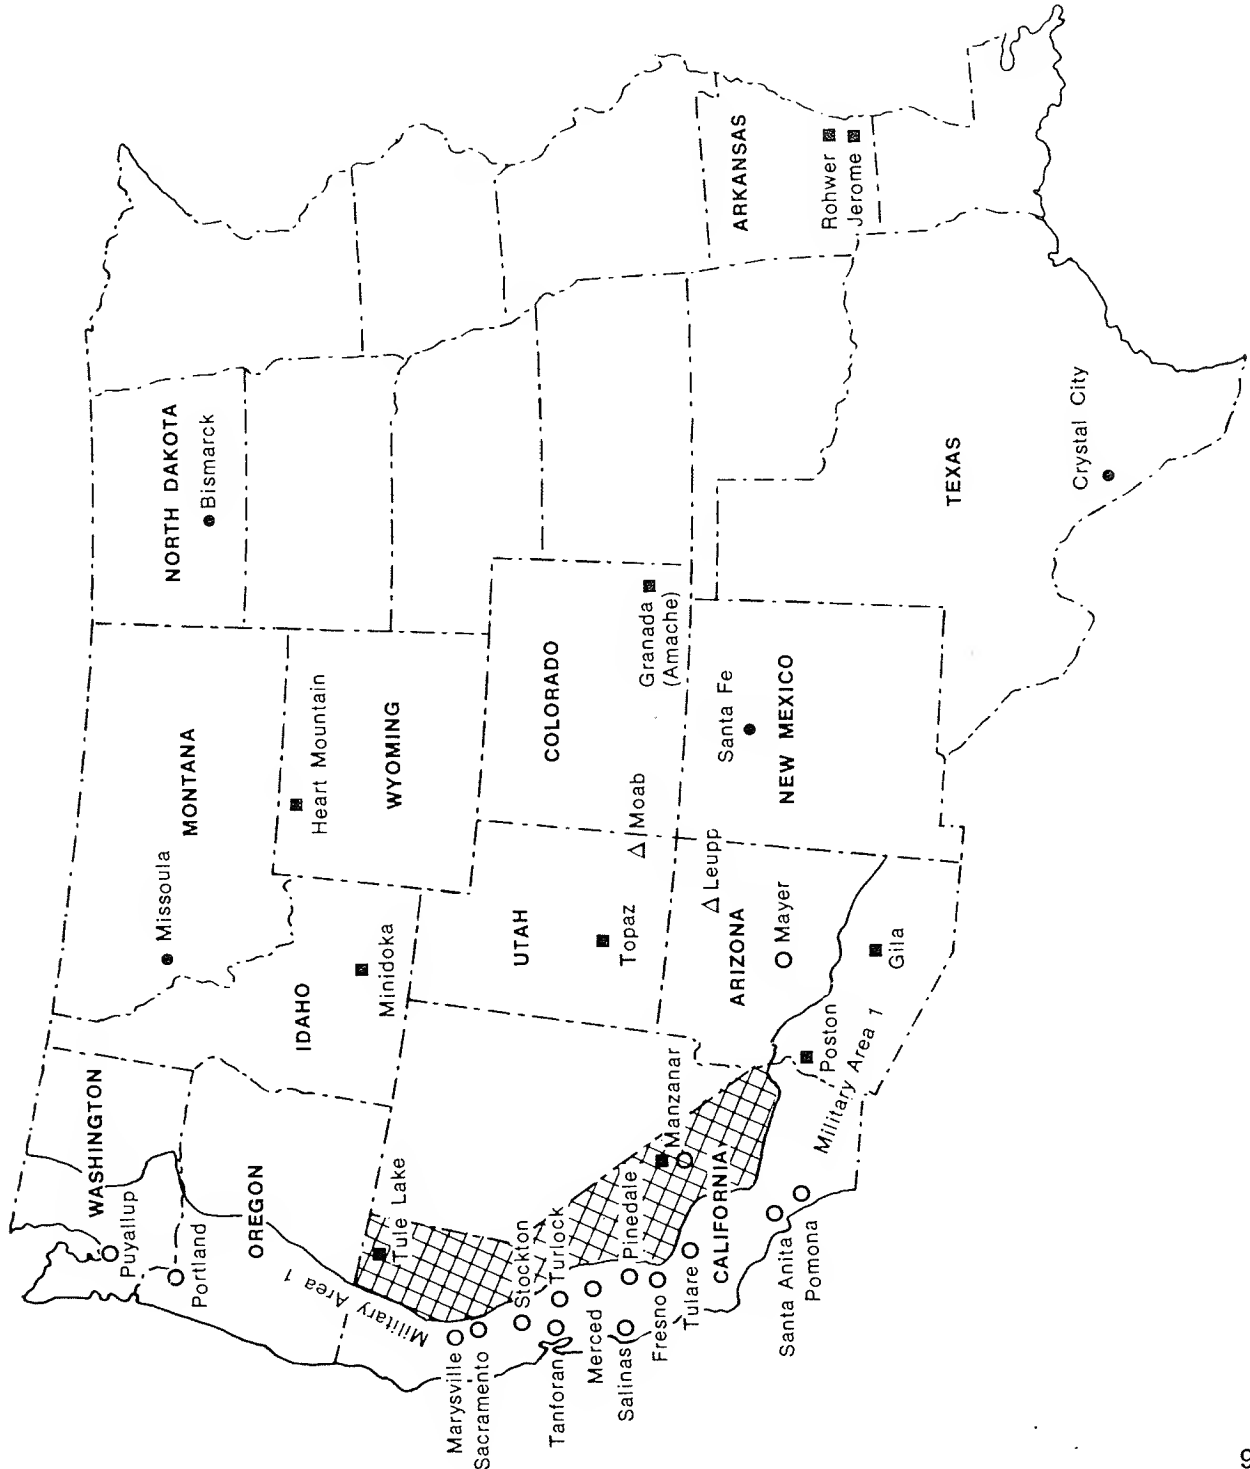 WASHINGTON
Puyallup
Portland
OREGON
Military Area 1
Tule Lake
Marysville
Sacramento
Stockton
Tanforan
Turlock
Merced
Salinas
Pinedale
Fresno
Tulare
Manzanar
CALIFORNIA
Santa Anita
Pomona
Military Area 1
IDAHO
Minidoka
MONTANA
Missoula
NORTH DAKOTA
Bismarck
WYOMING
Heart Mountain
UTAH
Topaz
Moab
COLORADO
Granada
(Amache)
ARIZONA
Leupp
Mayer
Poston
Gila
NEW MEXICO
Santa Fe
TEXAS
Crystal City
ARKANSAS
Rohwer
Jerome
9